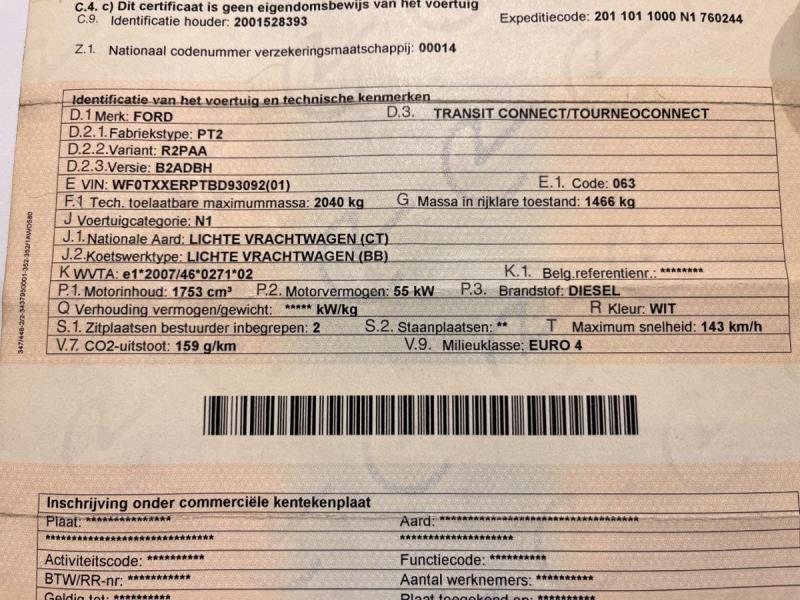 C.4. c) Dit certificaat is geen eigendomsbewijs van het voertuig
C.9. Identificatie houder: 2001528393 Expeditiecode: 201 101 1000 N1 760244
Z.1. Nationaal codenummer verzekeringsmaatschappij: 00014
Identificatie van het voertuig en technische kenmerken
D.1 Merk: FORD D.3. TRANSIT CONNECT/TOURNEOCONNECT
D.2.1. Fabriekstype: PT2
D.2.2. Variant: R2PAA
D.2.3. Versie: B2ADBH
E VIN: WF0TXXERPTBD93092(01) E.1. Code: 063
F.1 Tech. toelaatbare maximummassa: 2040 kg G Massa in rijklare toestand: 1466 kg
J Voertuigcategorie: N1
J.1. Nationale Aard: LICHTE VRACHTWAGEN (CT)
J.2. Koetswerktype: LICHTE VRACHTWAGEN (BB)
K WVTA: e1*2007/46*0271*02 K.1. Belg.referentienr.: ********
P.1. Motorinhoud: 1753 cm³ P.2. Motorvermogen: 55 kW P.3. Brandstof: DIESEL
Q Verhouding vermogen/gewicht: ***** kW/kg R Kleur: WIT
S.1. Zitplaatsen bestuurder inbegrepen: 2 S.2. Staanplaatsen: ** T Maximum snelheid: 143 km/h
V.7. CO2-uitstoot: 159 g/km V.9. Milieuklasse: EURO 4
Inschrijving onder commerciële kentekenplaat
Plaat: *************** Aard: ***********************************
****************************** ********************
Activiteitscode: ********** Functiecode: **********
BTW/RR-nr: *********** Aantal werknemers: **********
Geldig tot: ********** Plaat toegekend op: **********